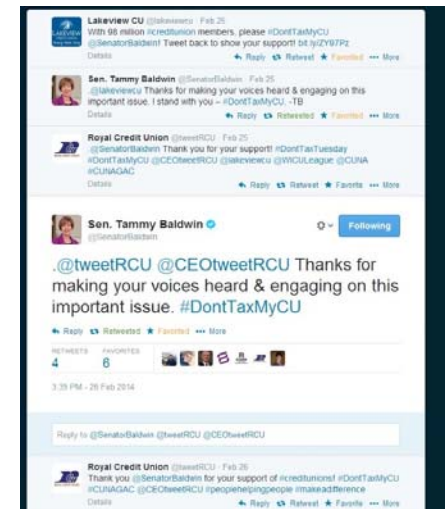 Lakeview CU @lakeviewcu · Feb 25
With 98 million #creditunion members, please #DontTaxMyCU
@SenatorBaldwin! Tweet back to show your support! bit.ly/ZY97Pz
Details Reply Retweet Favorited More
Sen. Tammy Baldwin @SenatorBaldwin · Feb 25
.@lakeviewcu Thanks for making your voices heard & engaging on this
important issue. I stand with you – #DontTaxMyCU. -TB
Details Reply Retweeted Favorited More
Royal Credit Union @tweetRCU · Feb 25
.@SenatorBaldwin Thank you for your support! #DontTaxTuesday
#DontTaxMyCU @CEOtweetRCU @lakeviewcu @WICULeague @CUNA
#CUNAGAC
Details Reply Retweet Favorite More
Sen. Tammy Baldwin
@SenatorBaldwin
Following
.@tweetRCU @CEOtweetRCU Thanks for
making your voices heard & engaging on this
important issue. #DontTaxMyCU
Reply Retweeted Favorited More
RETWEETS FAVORITES
4 6
3:39 PM - 26 Feb 2014
Reply to @SenatorBaldwin @tweetRCU @CEOtweetRCU
Royal Credit Union @tweetRCU · Feb 26
Thank you @SenatorBaldwin for your support of #creditunions! #DontTaxMyCU
#CUNAGAC @CEOtweetRCU #peoplehelpingpeople #makeadifference
Details Reply Retweet Favorite More